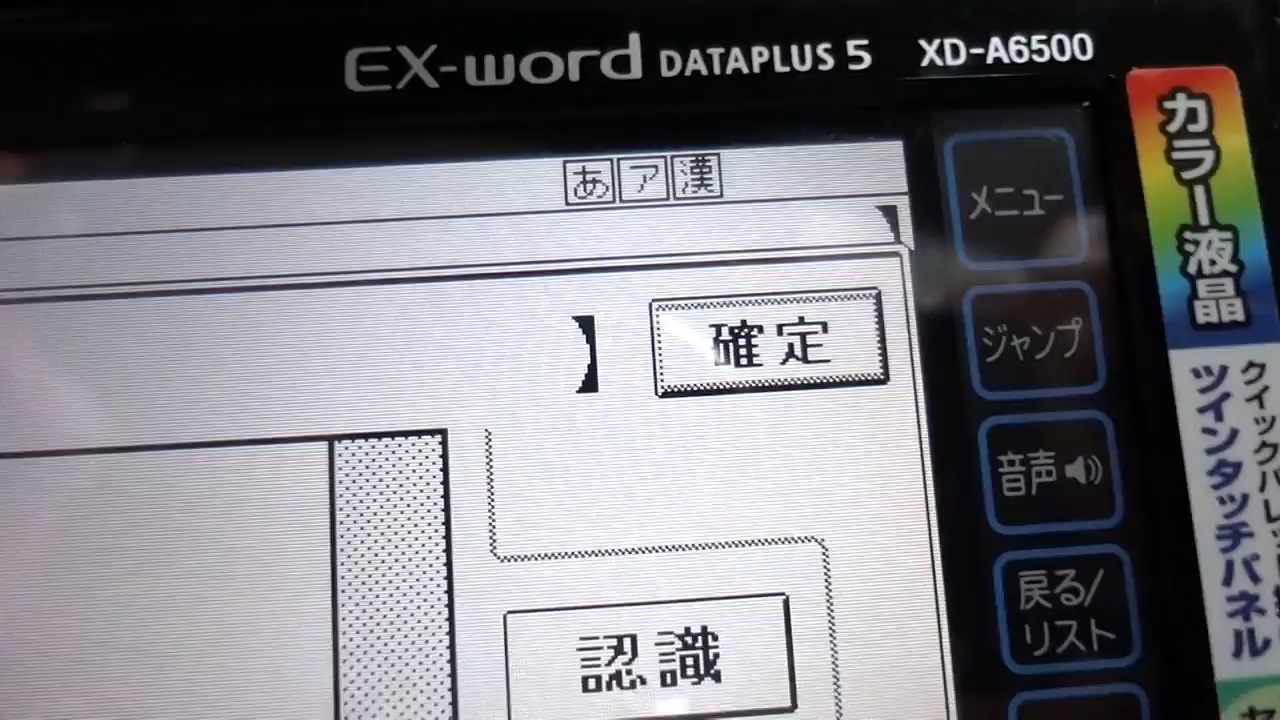 EX-word DATAPLUS 5 XD-A6500
あ ア 漢
】 確定
認識
メニュー
ジャンプ
音声
戻る/
リスト
カラー液晶
ツインタッチパネル